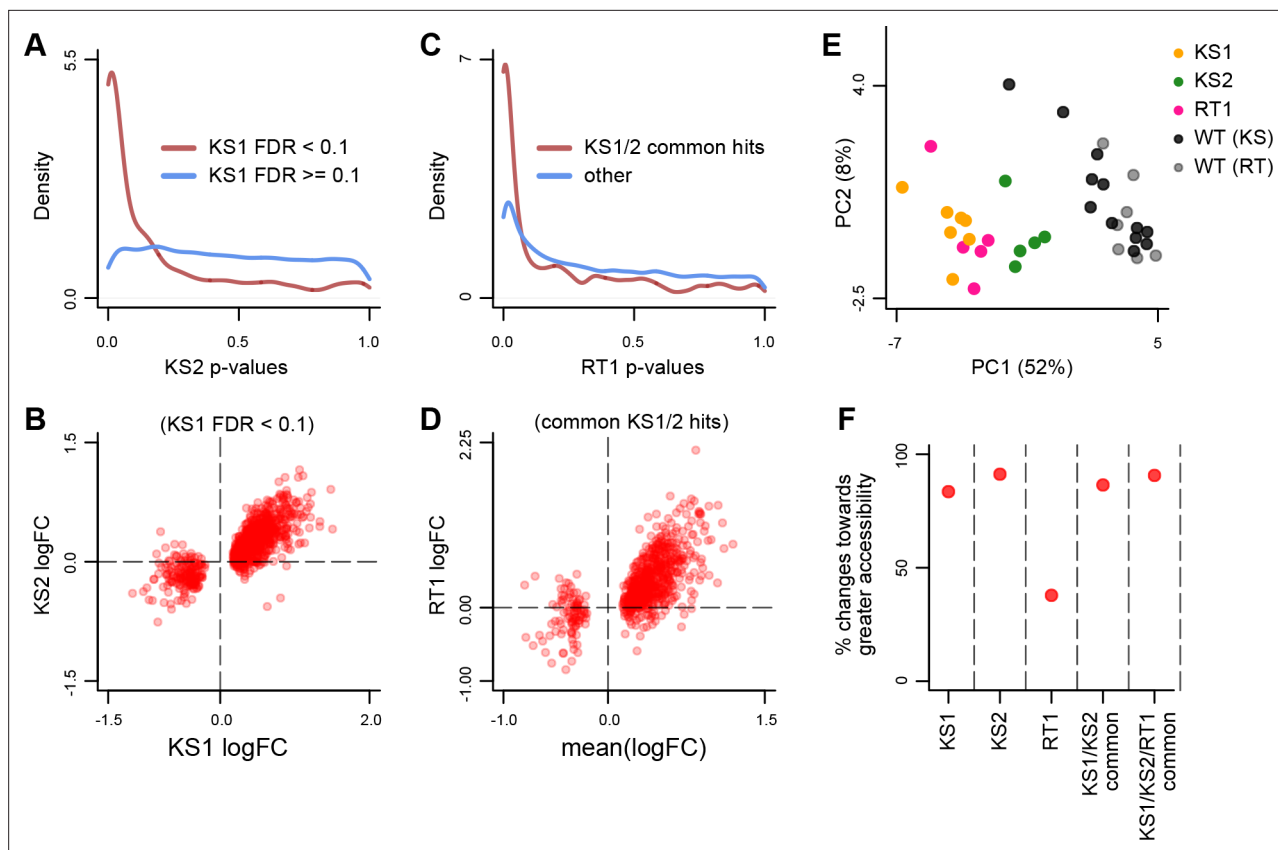 A
5.5
Density
0.0
KS1 FDR < 0.1
KS1 FDR >= 0.1
0.0
0.5
1.0
KS2 p-values
C
7
Density
0
KS1/2 common hits
other
0.0
0.5
1.0
RT1 p-values
E
4.0
PC2 (8%)
-2.5
-7
5
PC1 (52%)
KS1
KS2
RT1
WT (KS)
WT (RT)
B
(KS1 FDR < 0.1)
1.5
KS2 logFC
0.0
-1.5
-1.5
0.0
2.0
KS1 logFC
D
(common KS1/2 hits)
2.25
RT1 logFC
0.00
-1.00
-1.0
0.0
1.5
mean(logFC)
F
100
% changes towards
greater accessibility
50
0
KS1
KS2
RT1
KS1/KS2
common
KS1/KS2/RT1
common